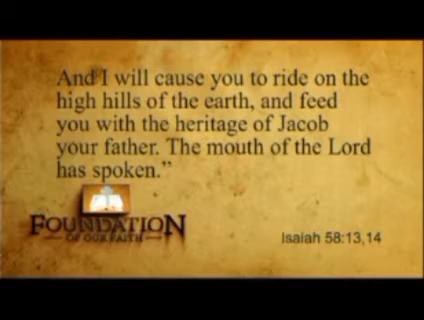 And I will cause you to ride on the
high hills of the earth, and feed
you with the heritage of Jacob
your father. The mouth of the Lord
has spoken.”
FOUNDATION
OF OUR FAITH
Isaiah 58:13,14